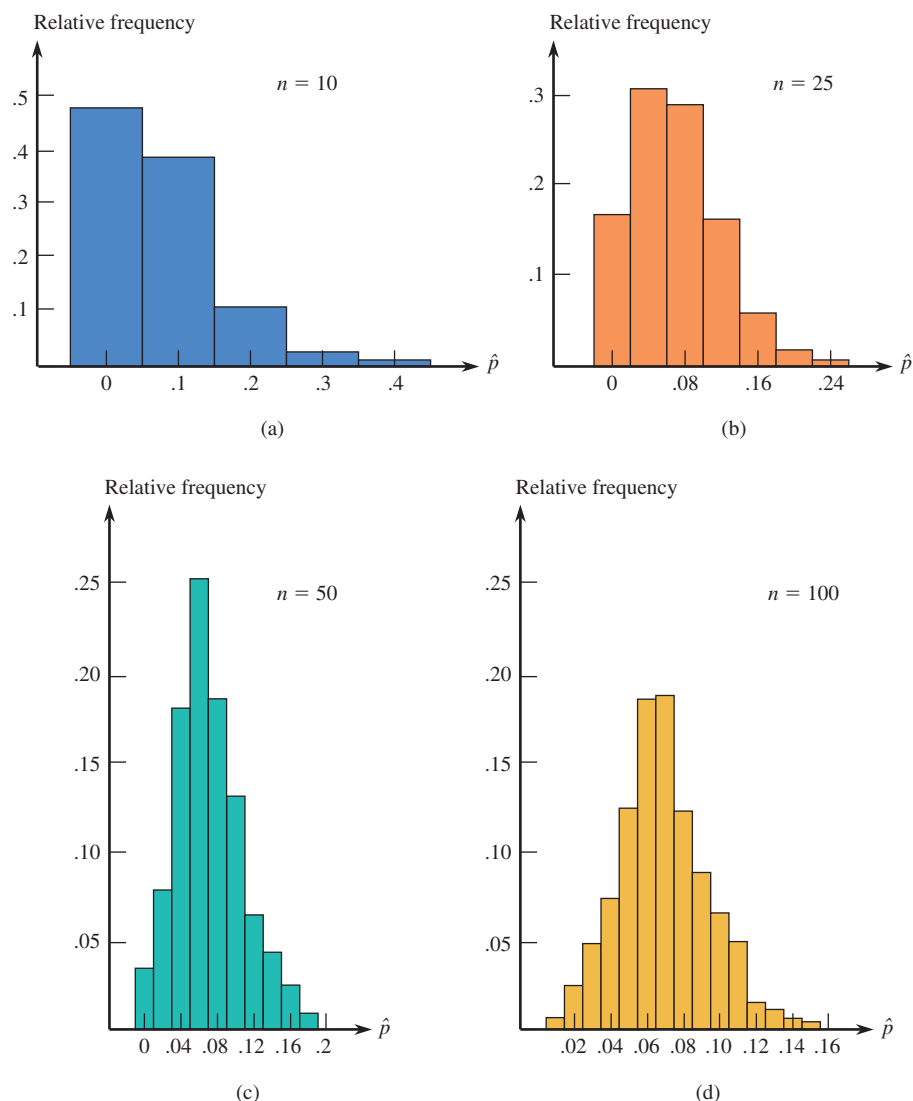 Relative frequency
n = 10
.5
.4
.3
.2
.1
0 .1 .2 .3 .4
p̂
(a)
Relative frequency
n = 25
.3
.2
.1
0 .08 .16 .24
p̂
(b)
Relative frequency
n = 50
.25
.20
.15
.10
.05
0 .04 .08 .12 .16 .2
p̂
(c)
Relative frequency
n = 100
.25
.20
.15
.10
.05
.02 .04 .06 .08 .10 .12 .14 .16
p̂
(d)